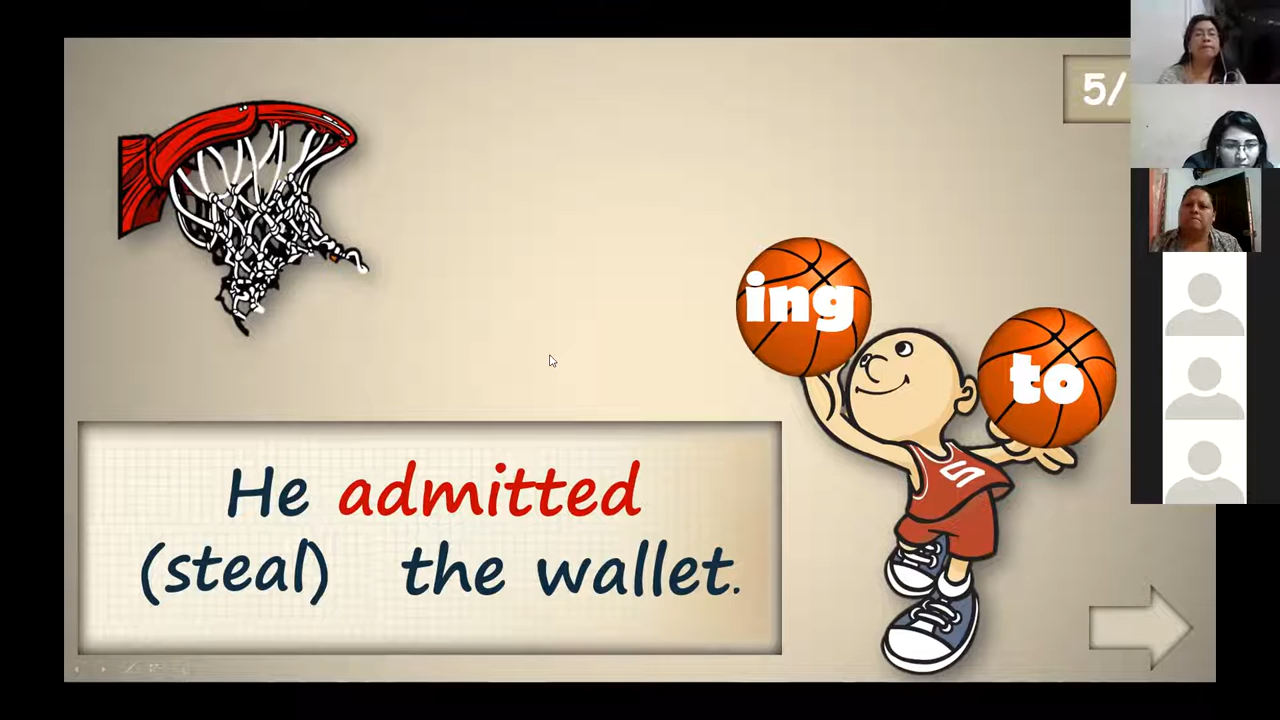 5/
ing
to
He admitted
(steal) the wallet.